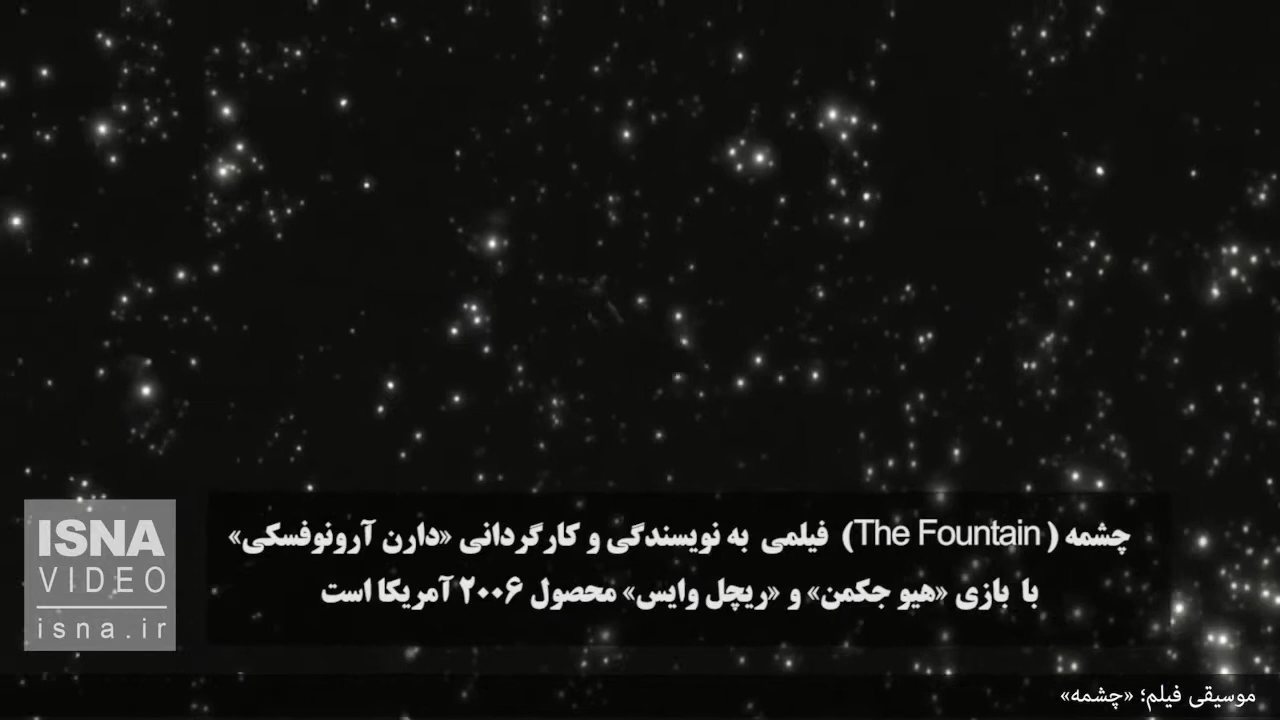 چشمه (The Fountain) فیلمی به نویسندگی و کارگردانی «دارن آرونوفسکی»
با بازی «هیو جکمن» و «ریچل وایس» محصول ۲۰۰۶ آمریکا است
ISNA
VIDEO
isna.ir
موسیقی فیلم؛ «چشمه»